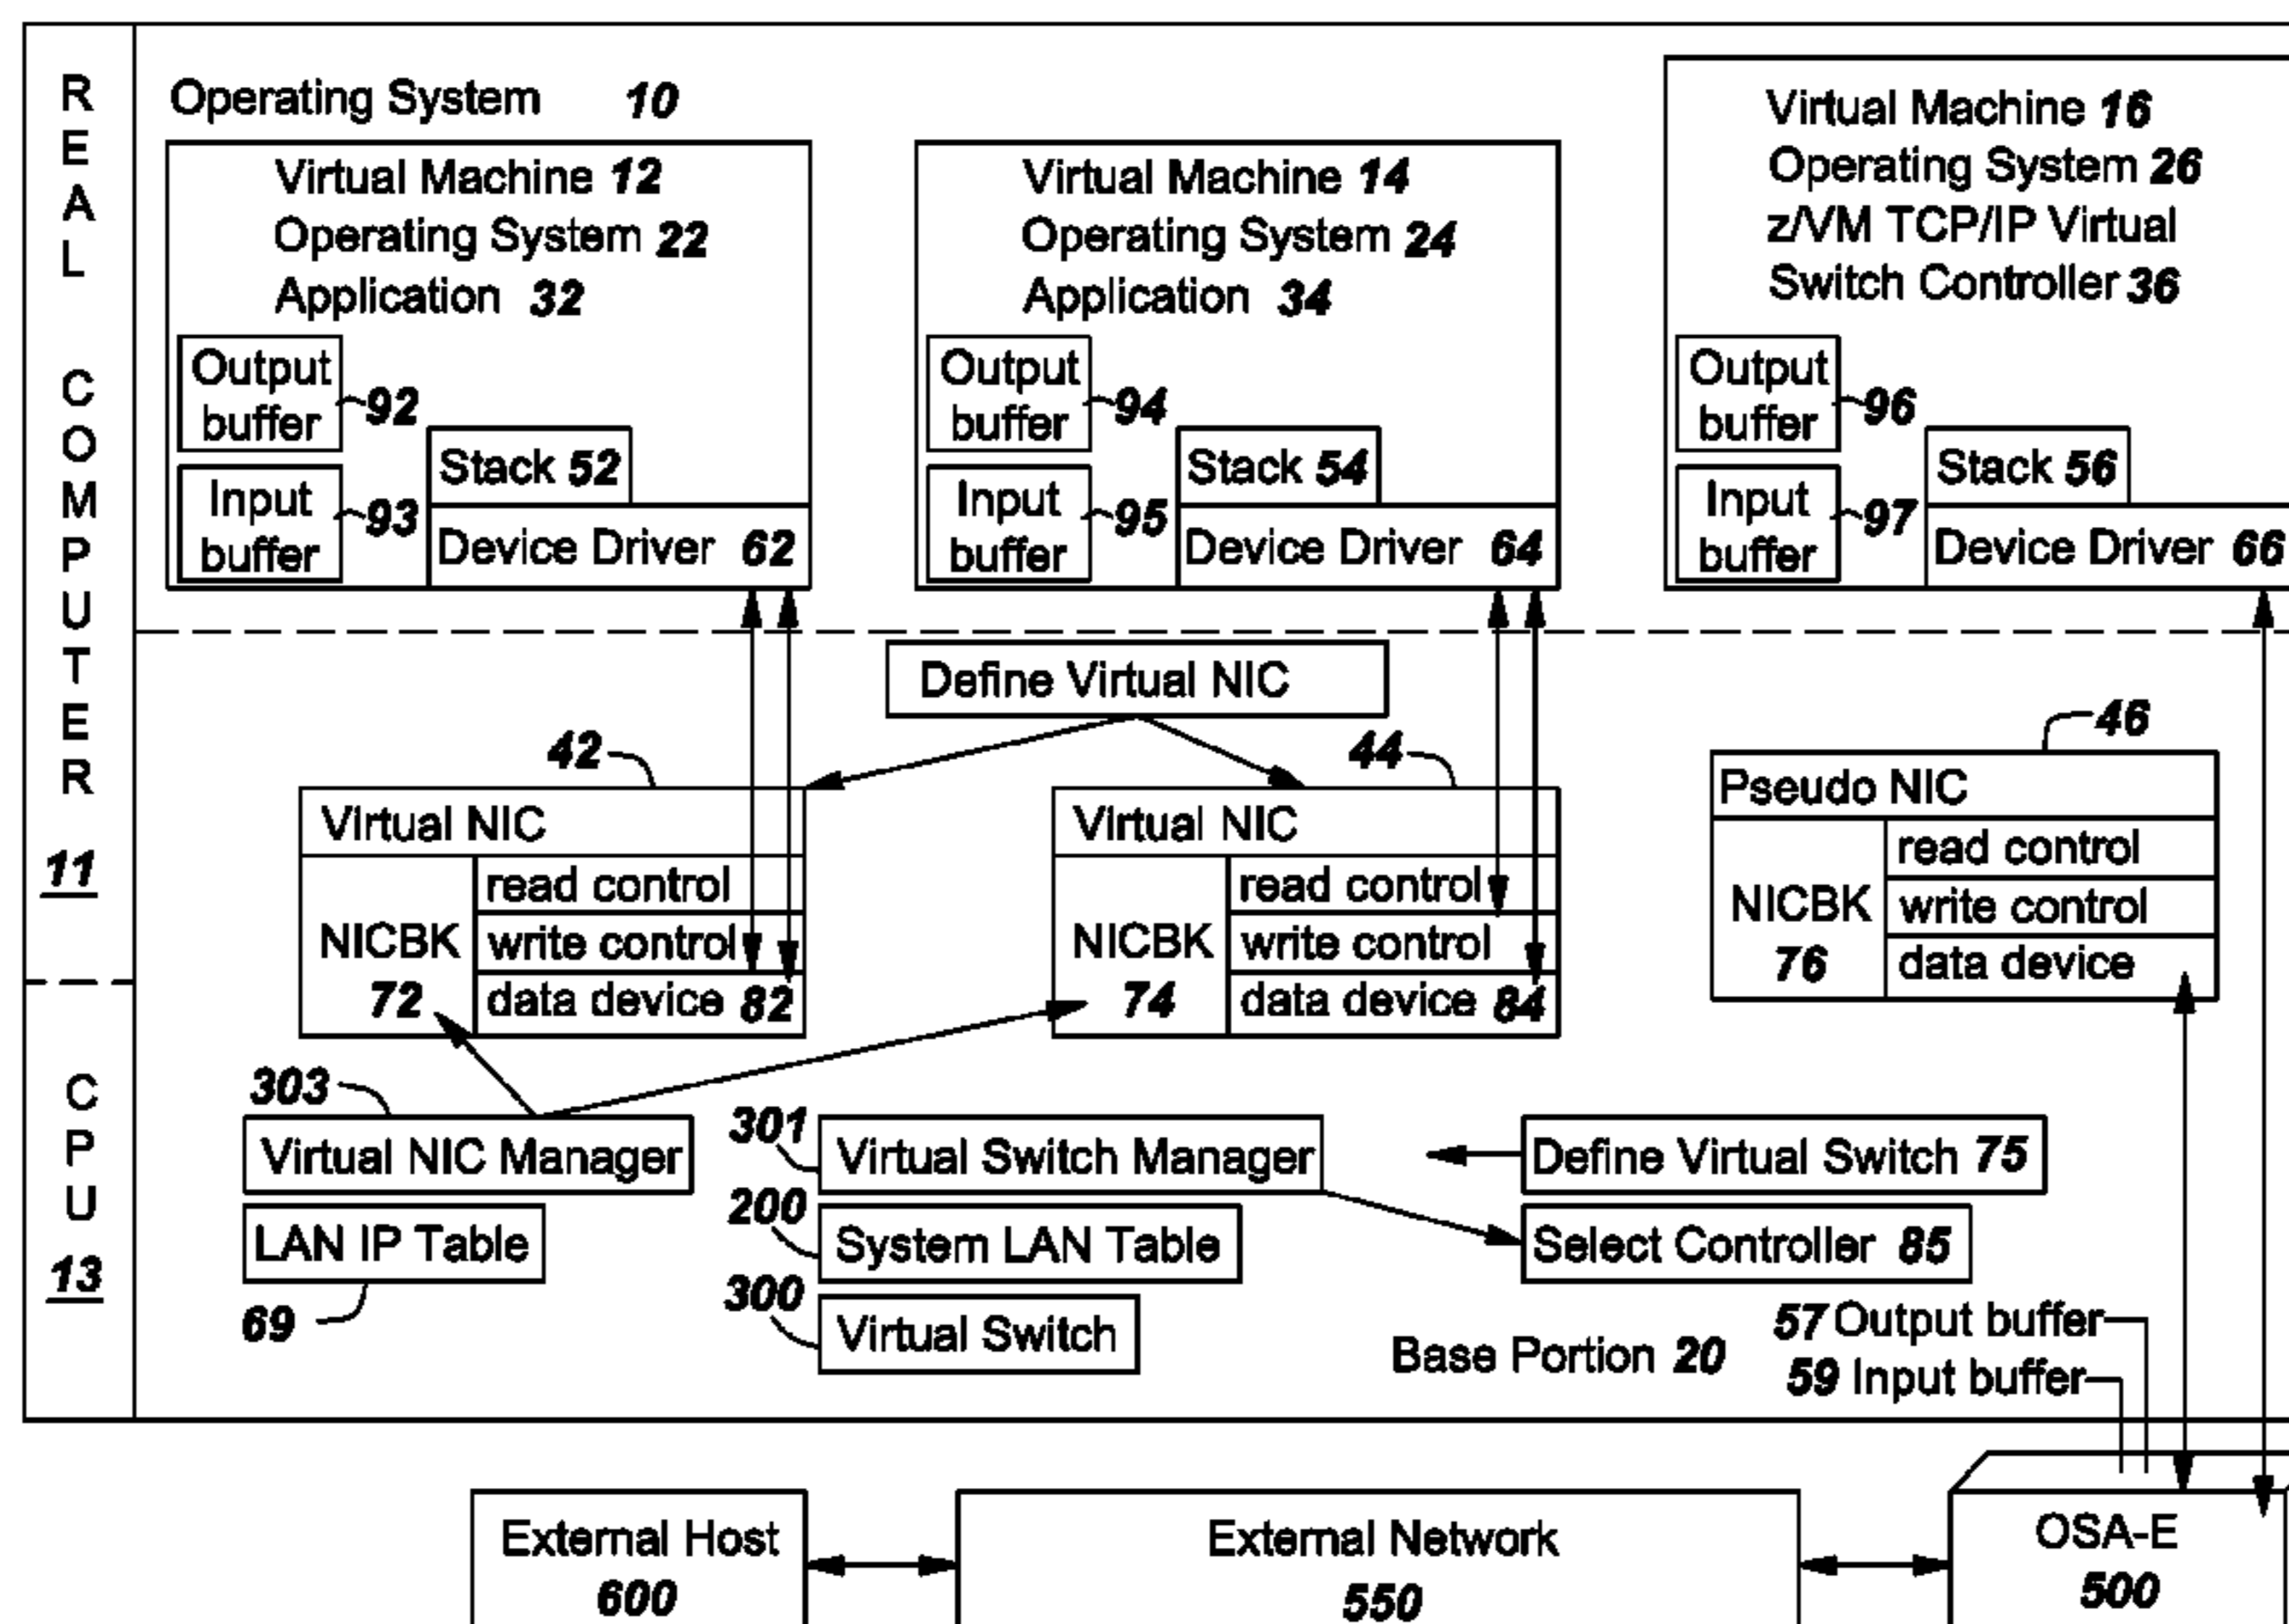 REAL COMPUTER
11
CPU
13
Operating System 10
Virtual Machine 12
Operating System 22
Application 32
Output
buffer
92
Input
buffer
93
Stack 52
Device Driver 62
Virtual Machine 14
Operating System 24
Application 34
Output
buffer
94
Input
buffer
95
Stack 54
Device Driver 64
Virtual Machine 16
Operating System 26
z/VM TCP/IP Virtual
Switch Controller 36
Output
buffer
96
Input
buffer
97
Stack 56
Device Driver 66
Define Virtual NIC
42
Virtual NIC
NICBK
72
read control
write control
data device 82
44
Virtual NIC
NICBK
74
read control
write control
data device 84
46
Pseudo NIC
NICBK
76
read control
write control
data device
303
Virtual NIC Manager
LAN IP Table
69
301
Virtual Switch Manager
200
System LAN Table
300
Virtual Switch
Define Virtual Switch 75
Select Controller 85
Base Portion 20
57 Output buffer
59 Input buffer
External Host
600
External Network
550
OSA-E
500